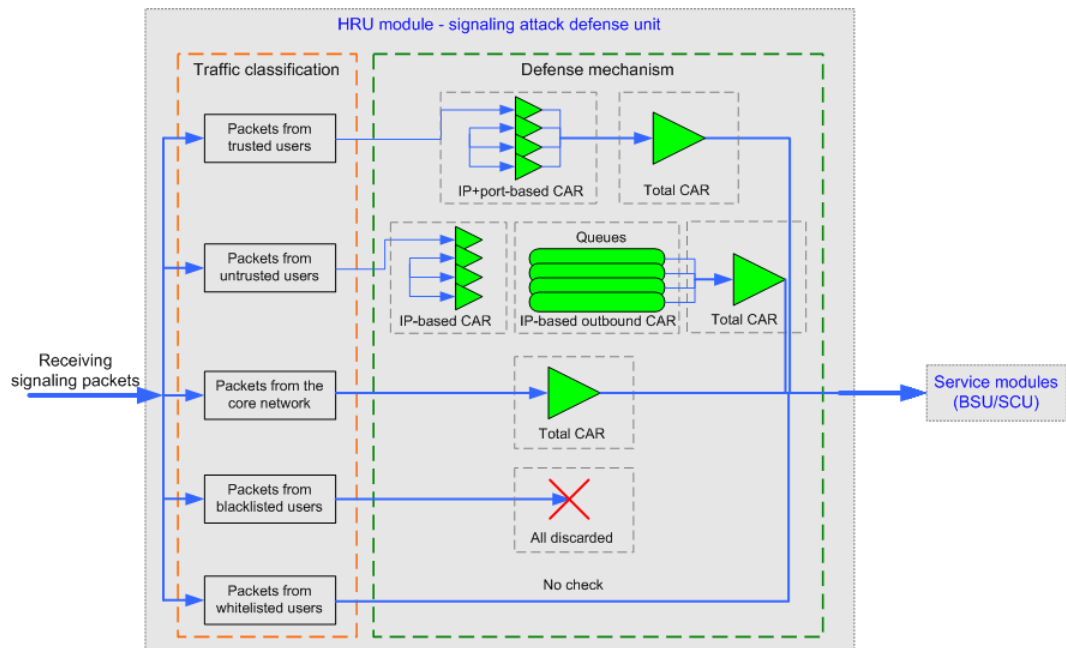 HRU module - signaling attack defense unit
Traffic classification
Defense mechanism
Packets from
trusted users
IP+port-based CAR
Total CAR
Packets from
untrusted users
IP-based CAR
Queues
IP-based outbound CAR
Total CAR
Receiving
signaling packets
Packets from the
core network
Total CAR
Service modules
(BSU/SCU)
Packets from
blacklisted users
All discarded
Packets from
whitelisted users
No check